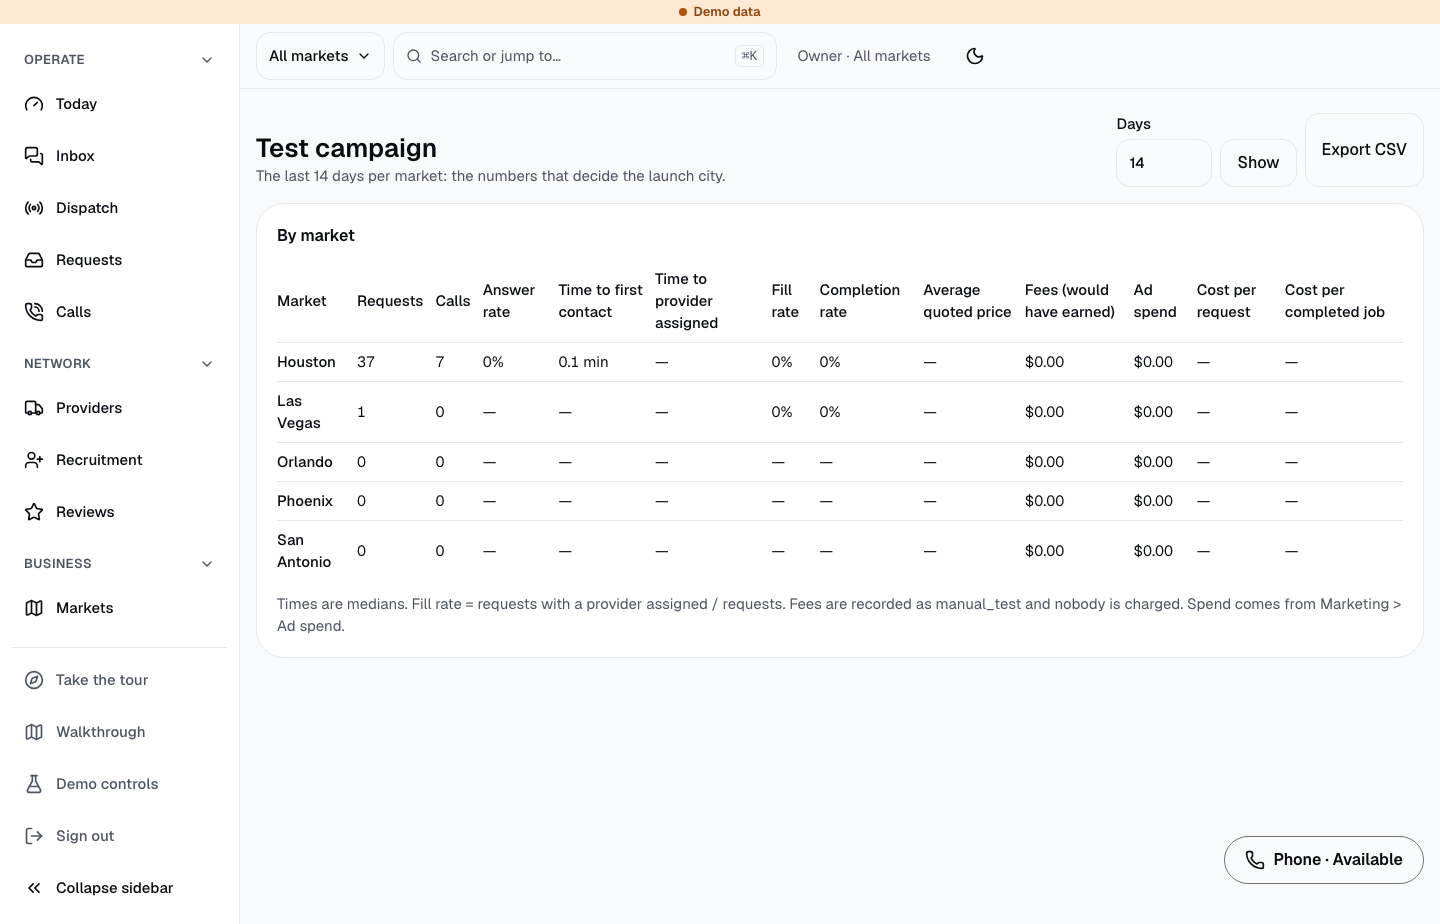 Demo data
OPERATE
Today
Inbox
Dispatch
Requests
Calls
NETWORK
Providers
Recruitment
Reviews
BUSINESS
Markets
Take the tour
Walkthrough
Demo controls
Sign out
Collapse sidebar
All markets
Search or jump to...
⌘K
Owner · All markets
Test campaign
The last 14 days per market: the numbers that decide the launch city.
Days
14
Show
Export CSV
By market
Market Requests Calls Answer rate Time to first contact Time to provider assigned Fill rate Completion rate Average quoted price Fees (would have earned) Ad spend Cost per request Cost per completed job
Houston 37 7 0% 0.1 min — 0% 0% — $0.00 $0.00 — —
Las Vegas 1 0 — — — 0% 0% — $0.00 $0.00 — —
Orlando 0 0 — — — — — — $0.00 $0.00 — —
Phoenix 0 0 — — — — — — $0.00 $0.00 — —
San Antonio 0 0 — — — — — — $0.00 $0.00 — —
Times are medians. Fill rate = requests with a provider assigned / requests. Fees are recorded as manual_test and nobody is charged. Spend comes from Marketing >
Ad spend.
Phone · Available